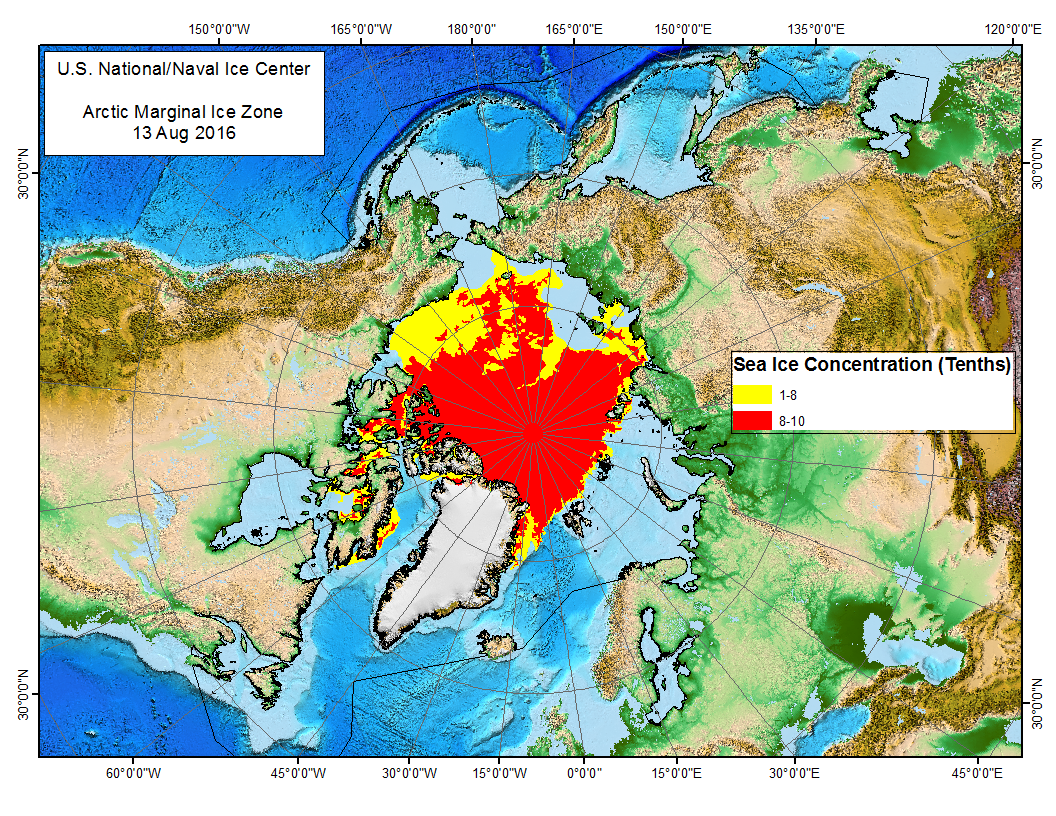 150°0'0"W 165°0'0"W 180°0'0" 165°0'0"E 150°0'0"E 135°0'0"E 120°0'0"E
U.S. National/Naval Ice Center
Arctic Marginal Ice Zone
13 Aug 2016
30°0'0"N
30°0'0"N
Sea Ice Concentration (Tenths)
1-8
8-10
30°0'0"N
30°0'0"N
60°0'0"W 45°0'0"W 30°0'0"W 15°0'0"W 0°0'0" 15°0'0"E 30°0'0"E 45°0'0"E